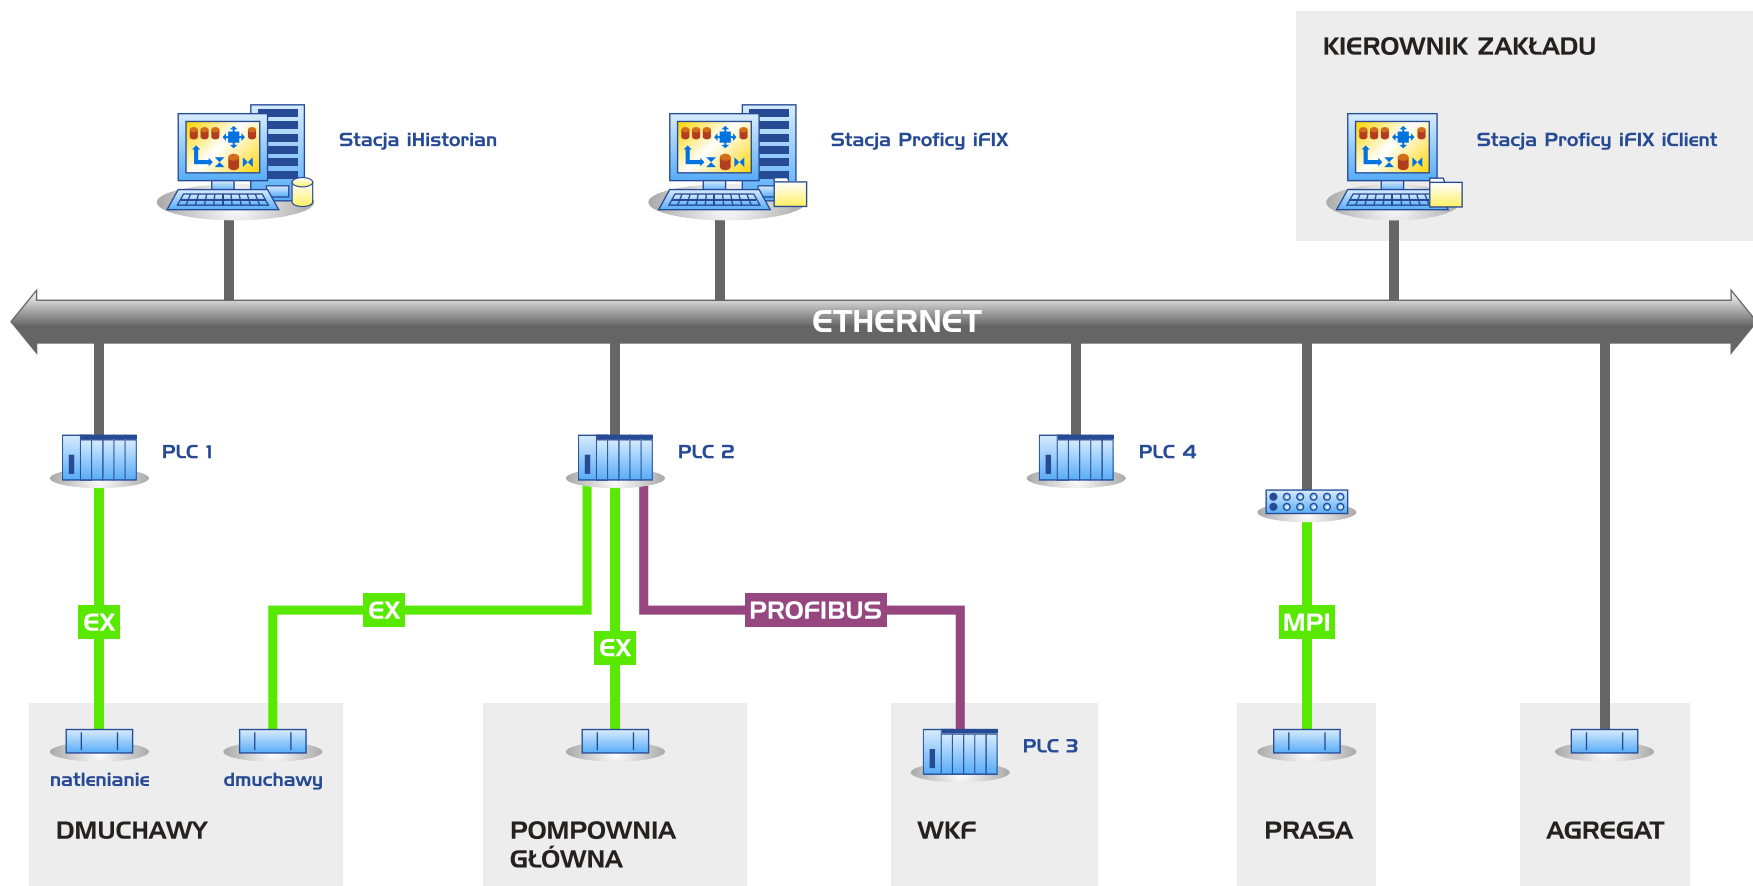 KIEROWNIK ZAKŁADU
Stacja iHistorian
Stacja Proficy iFIX
Stacja Proficy iFIX iClient
ETHERNET
PLC 1
PLC 2
PLC 4
EX
EX
PROFIBUS
EX
MPI
PLC 3
natlenianie
dmuchawy
DMUCHAWY
POMPOWNIA
GŁÓWNA
WKF
PRASA
AGREGAT